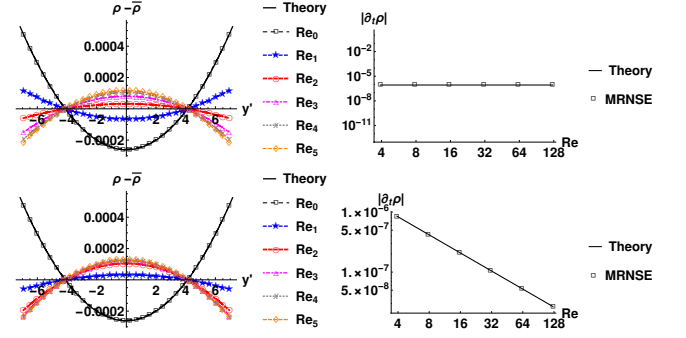 ρ - ρ̅
0.0004
0.0002
-0.0002
-6 -4 -2 2 4 6 y'
Theory
Re₀
Re₁
Re₂
Re₃
Re₄
Re₅
|∂ₜρ|
10⁻²
10⁻⁵
10⁻⁸
10⁻¹¹
4 8 16 32 64 128 Re
Theory
MRNSE
ρ - ρ̅
0.0004
0.0002
-0.0002
-6 -4 -2 2 4 6 y'
Theory
Re₀
Re₁
Re₂
Re₃
Re₄
Re₅
|∂ₜρ|
1.×10⁻⁶
5.×10⁻⁷
1.×10⁻⁷
5.×10⁻⁸
4 8 16 32 64 128 Re
Theory
MRNSE